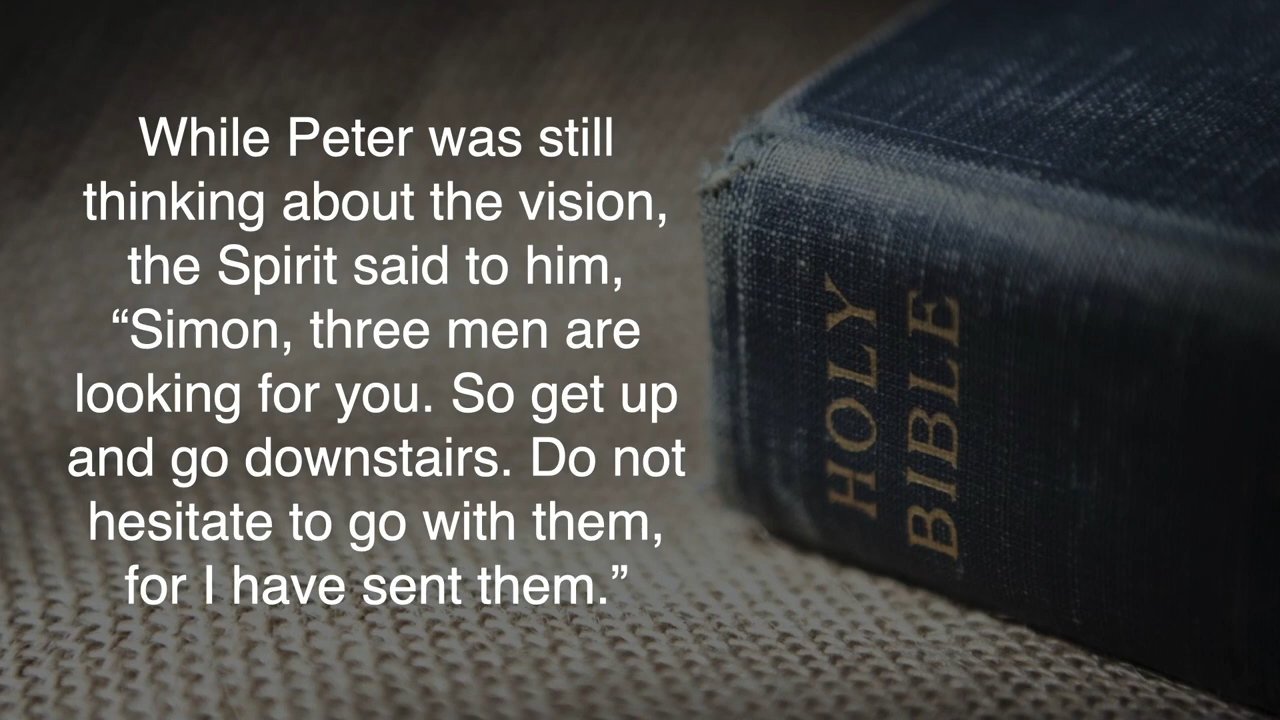 While Peter was still
thinking about the vision,
the Spirit said to him,
“Simon, three men are
looking for you. So get up
and go downstairs. Do not
hesitate to go with them,
for I have sent them.”
HOLY
BIBLE